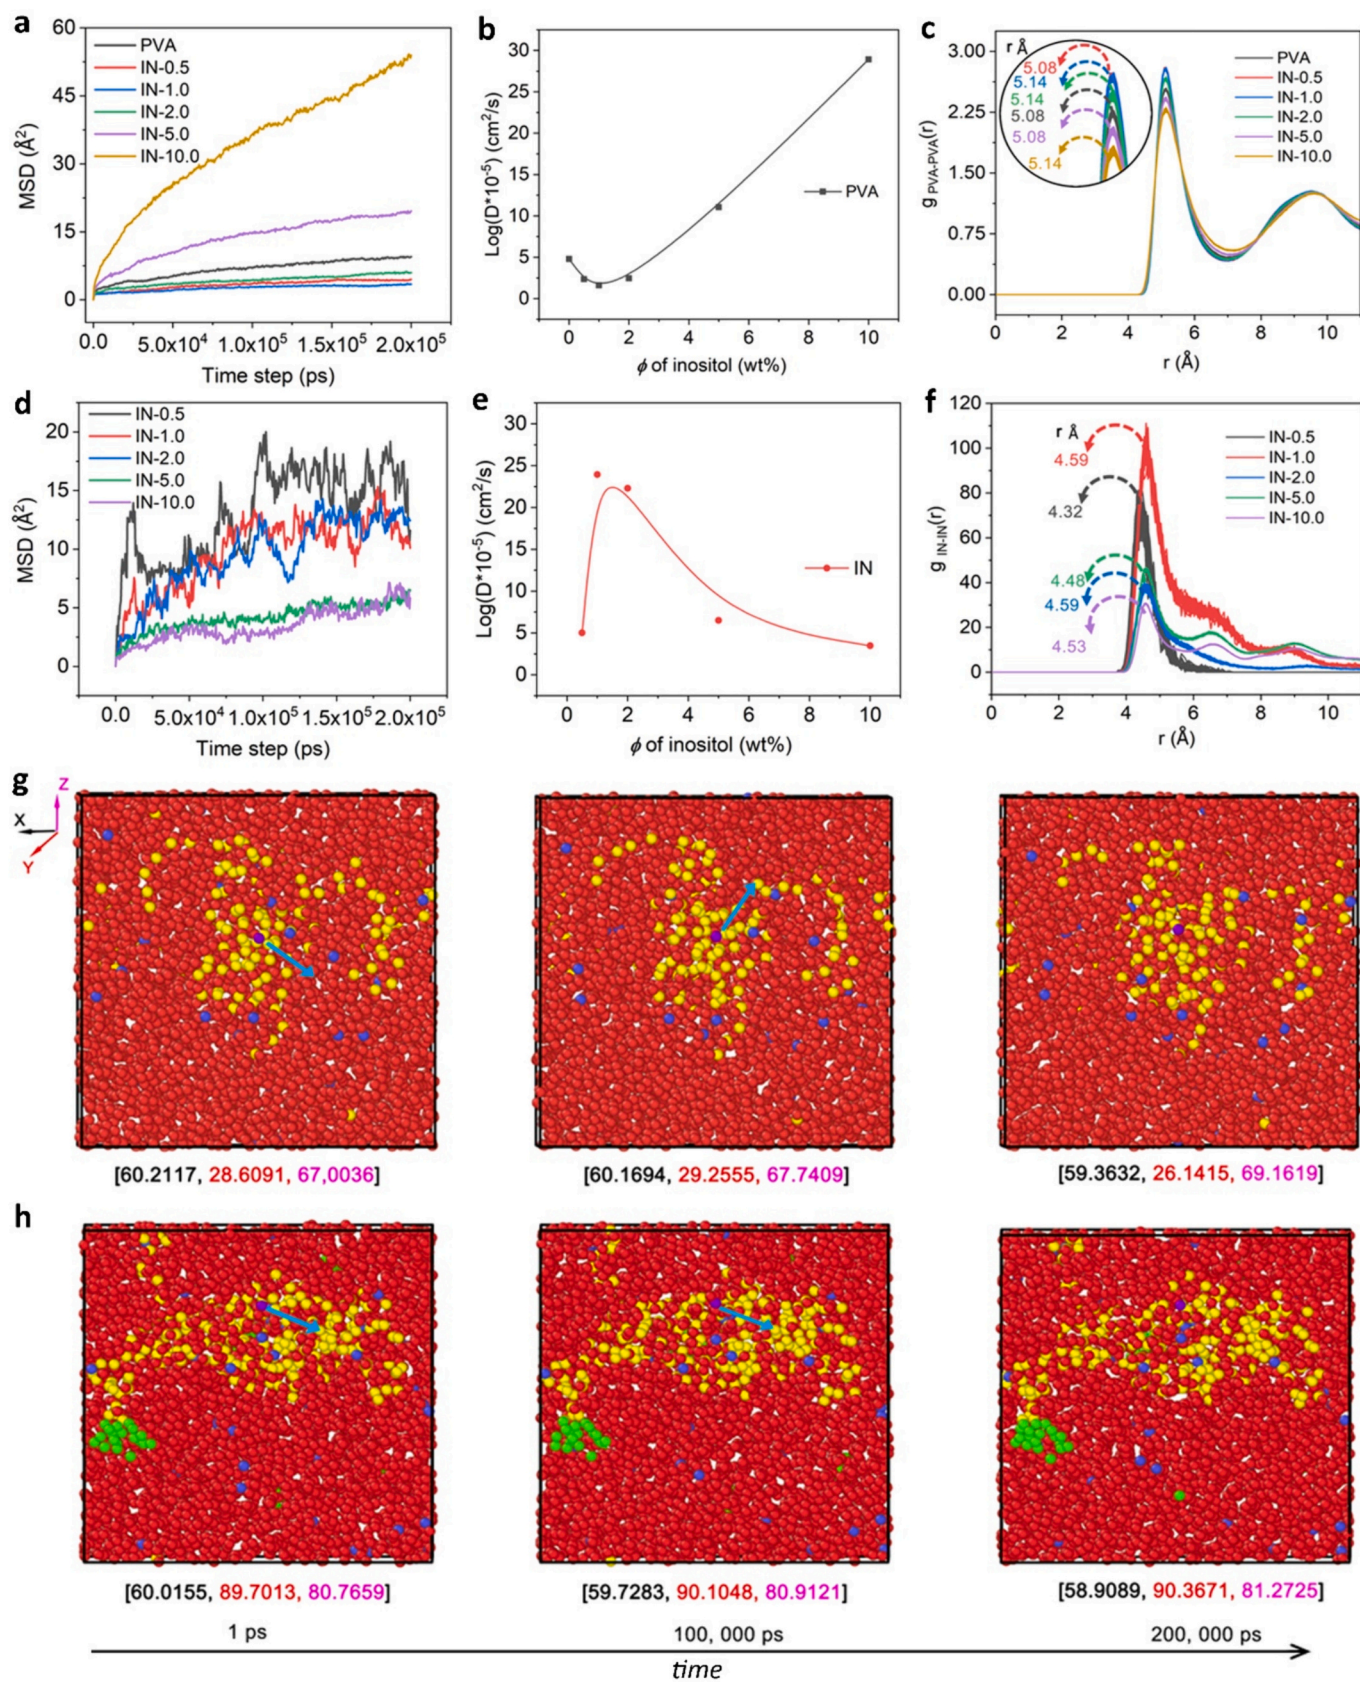 a
60
45
30
15
0
MSD (Å²)
PVA
IN-0.5
IN-1.0
IN-2.0
IN-5.0
IN-10.0
0.0 5.0x10⁴ 1.0x10⁵ 1.5x10⁵ 2.0x10⁵
Time step (ps)
b
30
25
20
15
10
5
0
Log(D*10⁻⁵) (cm²/s)
PVA
0 2 4 6 8 10
ϕ of inositol (wt%)
c
3.00
2.25
1.50
0.75
0.00
g PVA-PVA(r)
r Å
5.08
5.14
5.14
5.08
5.08
5.14
PVA
IN-0.5
IN-1.0
IN-2.0
IN-5.0
IN-10.0
0 2 4 6 8 10
r (Å)
d
20
15
10
5
0
MSD (Å²)
IN-0.5
IN-1.0
IN-2.0
IN-5.0
IN-10.0
0.0 5.0x10⁴ 1.0x10⁵ 1.5x10⁵ 2.0x10⁵
Time step (ps)
e
30
25
20
15
10
5
0
Log(D*10⁻⁵) (cm²/s)
IN
0 2 4 6 8 10
ϕ of inositol (wt%)
f
120
100
80
60
40
20
0
g IN-IN(r)
r Å
4.59
4.32
4.48
4.59
4.53
IN-0.5
IN-1.0
IN-2.0
IN-5.0
IN-10.0
0 2 4 6 8 10
r (Å)
g
Z
X
Y
[60.2117, 28.6091, 67,0036]
[60.1694, 29.2555, 67.7409]
[59.3632, 26.1415, 69.1619]
h
[60.0155, 89.7013, 80.7659]
[59.7283, 90.1048, 80.9121]
[58.9089, 90.3671, 81.2725]
1 ps
100, 000 ps
200, 000 ps
time